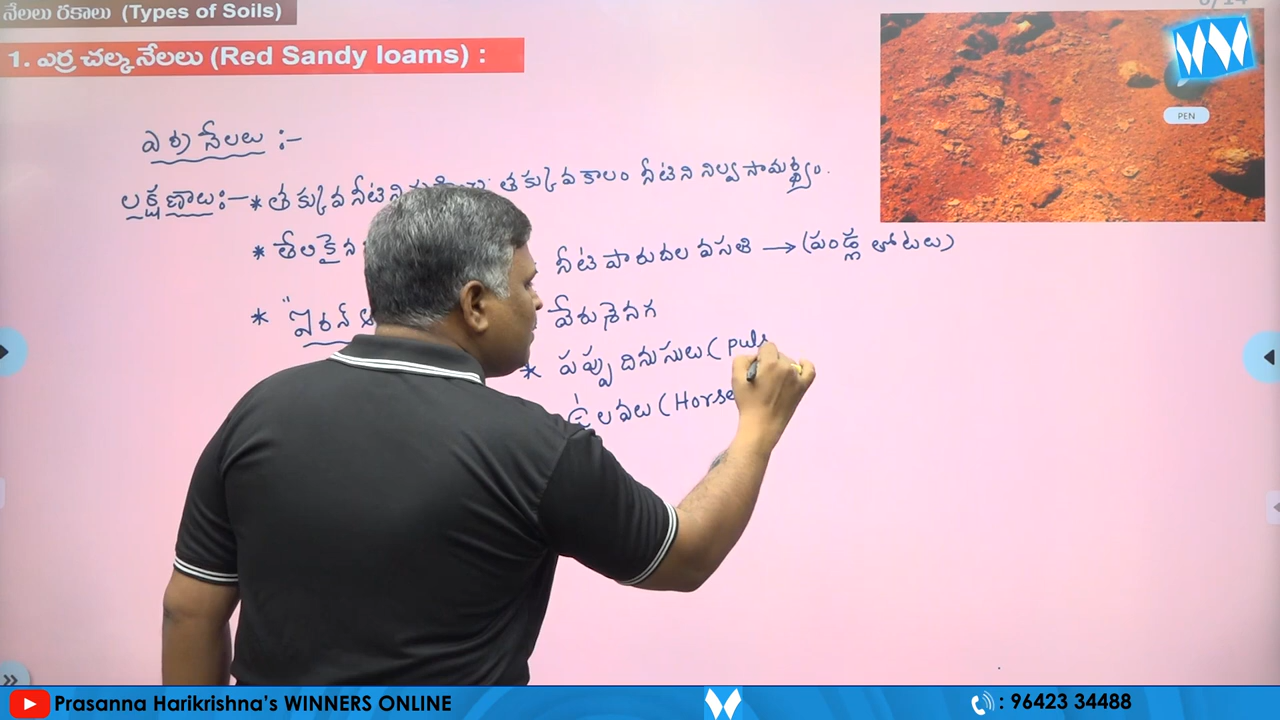 నేలలు రకాలు (Types of Soils)
1. ఎర్ర చల్క నేలలు (Red Sandy loams) :
PEN
ఎర్ర నేలలు :-
లక్షణాలు :- * తక్కువ నీటిని తక్కువ కాలం నీటిని నిల్వ సామర్థ్యం.
* తేలికైన నీటి పారుదల వసతి → (పండ్ల తోటలు)
* "ఐరన్ వేరుశెనగ
* పప్పు దినుసులు (puls
ఉలవలు (Horse
Prasanna Harikrishna's WINNERS ONLINE
: 96423 34488